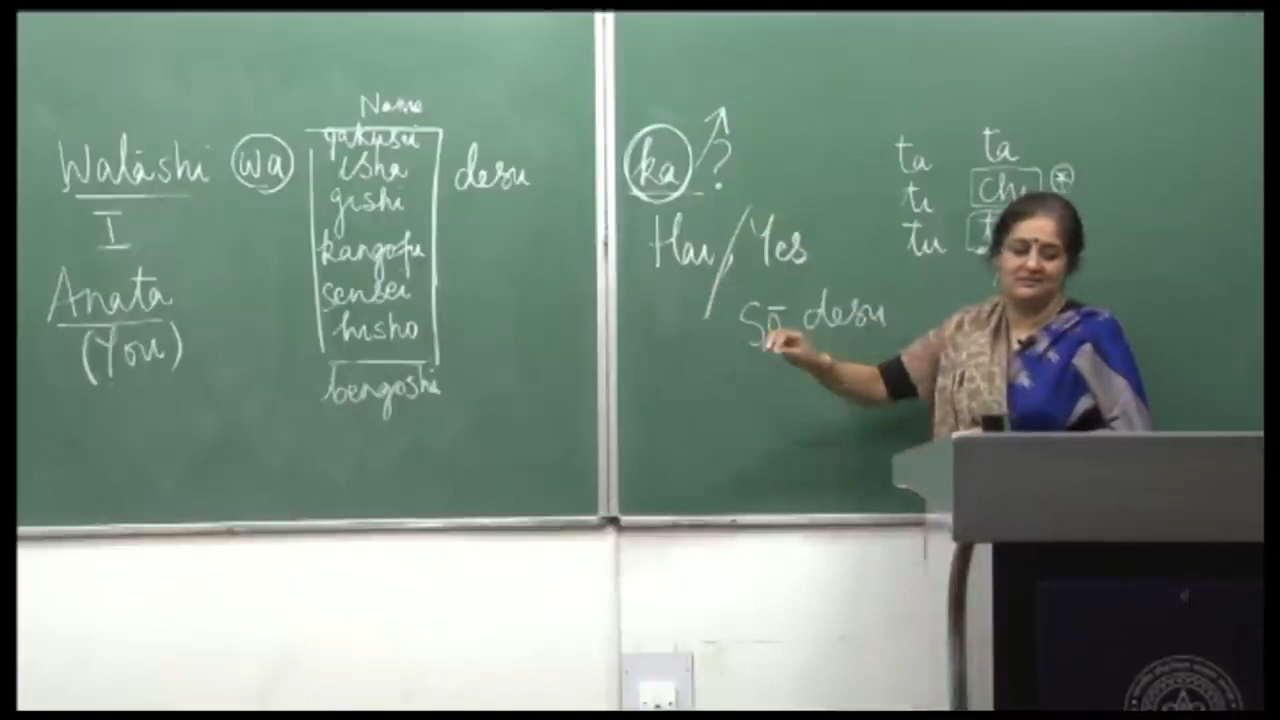 Name
Watāshi wa gakusei desu
isha
gishi
kangofu
sensei
hisho
bengoshi
I
Anata
(You)
ka ?
Hai / Yes
Sō desu
ta ta
ti chi
tu